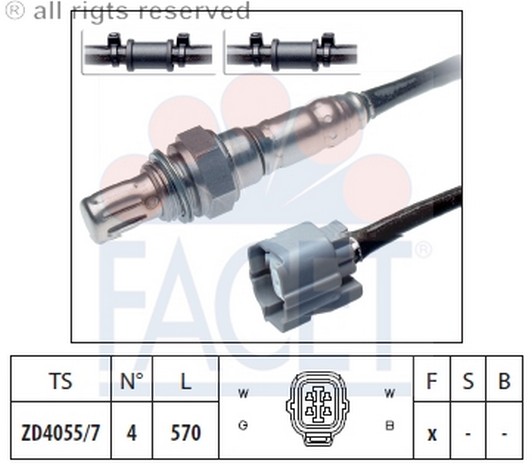 ® all rigts reserved
FACET®
TS N° L F S B
W W
G B
ZD4055/7 4 570 x - -